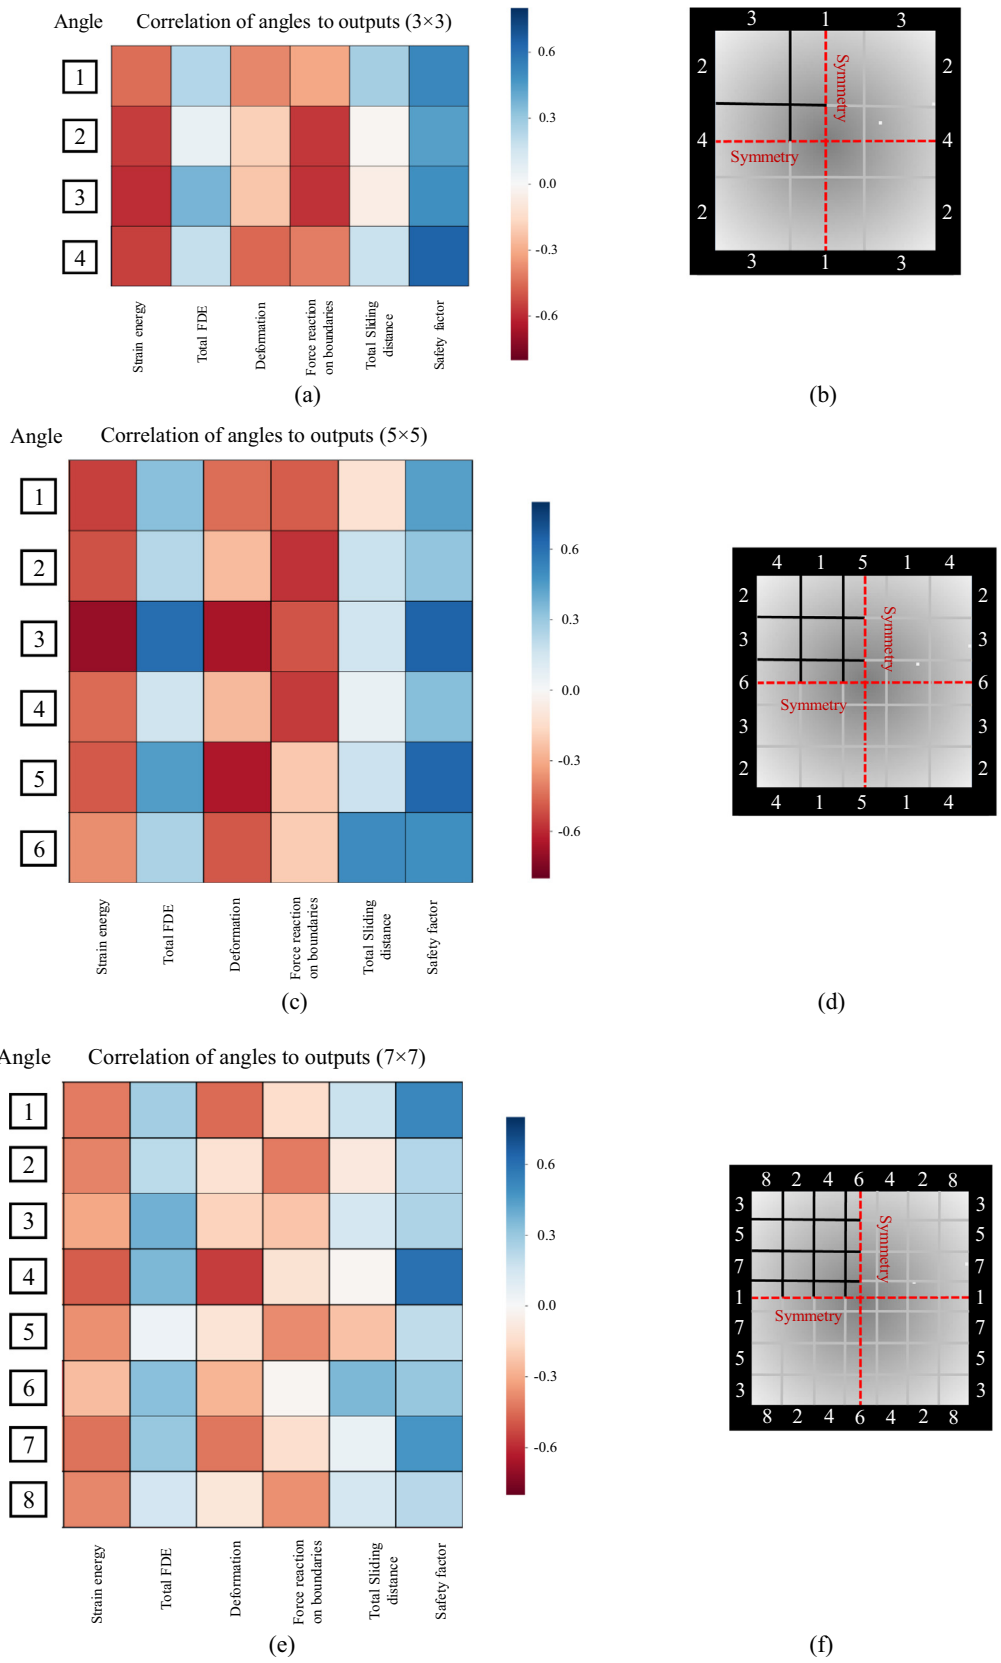 Angle Correlation of angles to outputs (3×3)
1
2
3
4
0.6
0.3
0.0
-0.3
-0.6
Strain energy
Total FDE
Deformation
Force reaction
on boundaries
Total Sliding
distance
Safety factor
(a)
3 1 3
2 2
4 4
2 2
3 1 3
Symmetry
Symmetry
(b)
Angle Correlation of angles to outputs (5×5)
1
2
3
4
5
6
0.6
0.3
0.0
-0.3
-0.6
Strain energy
Total FDE
Deformation
Force reaction
on boundaries
Total Sliding
distance
Safety factor
(c)
4 1 5 1 4
2 2
3 3
6 6
3 3
2 2
4 1 5 1 4
Symmetry
Symmetry
(d)
Angle Correlation of angles to outputs (7×7)
1
2
3
4
5
6
7
8
0.6
0.3
0.0
-0.3
-0.6
Strain energy
Total FDE
Deformation
Force reaction
on boundaries
Total Sliding
distance
Safety factor
(e)
8 2 4 6 4 2 8
3 3
5 5
7 7
1 1
7 7
5 5
3 3
8 2 4 6 4 2 8
Symmetry
Symmetry
(f)